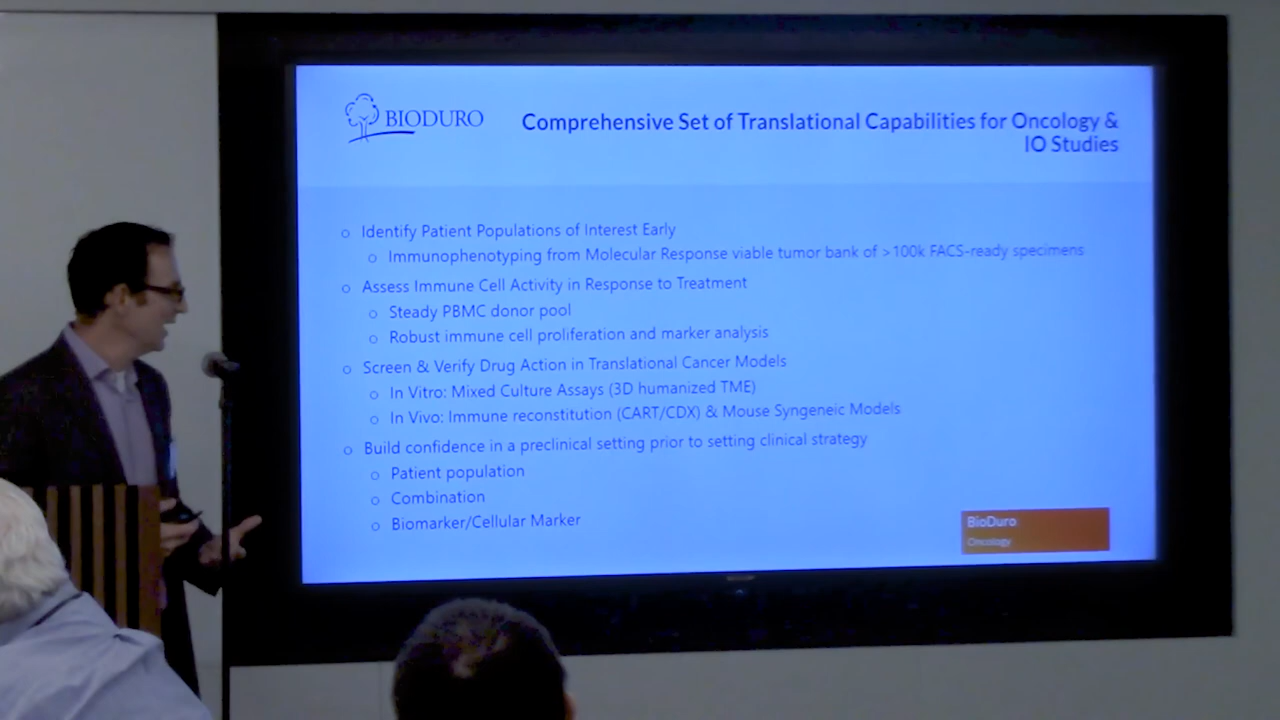 BIODURO
Comprehensive Set of Translational Capabilities for Oncology &
IO Studies
o Identify Patient Populations of Interest Early
o Immunophenotyping from Molecular Response viable tumor bank of >100k FACS-ready specimens
o Assess Immune Cell Activity in Response to Treatment
o Steady PBMC donor pool
o Robust immune cell proliferation and marker analysis
o Screen & Verify Drug Action in Translational Cancer Models
o In Vitro: Mixed Culture Assays (3D humanized TME)
o In Vivo: Immune reconstitution (CART/CDX) & Mouse Syngeneic Models
o Build confidence in a preclinical setting prior to setting clinical strategy
o Patient population
o Combination
o Biomarker/Cellular Marker
BioDuro
Oncology